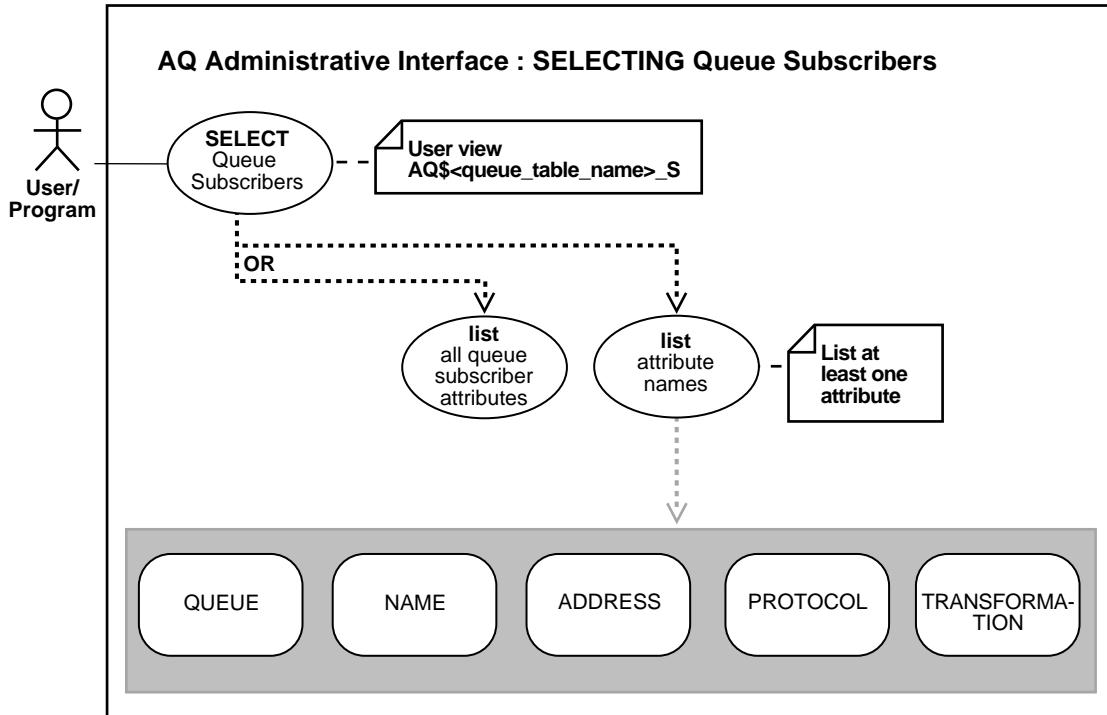 AQ Administrative Interface : SELECTING Queue Subscribers
User/
Program
SELECT
Queue
Subscribers
User view
AQ$<queue_table_name>_S
OR
list
all queue
subscriber
attributes
list
attribute
names
List at
least one
attribute
QUEUE
NAME
ADDRESS
PROTOCOL
TRANSFORMA-
TION